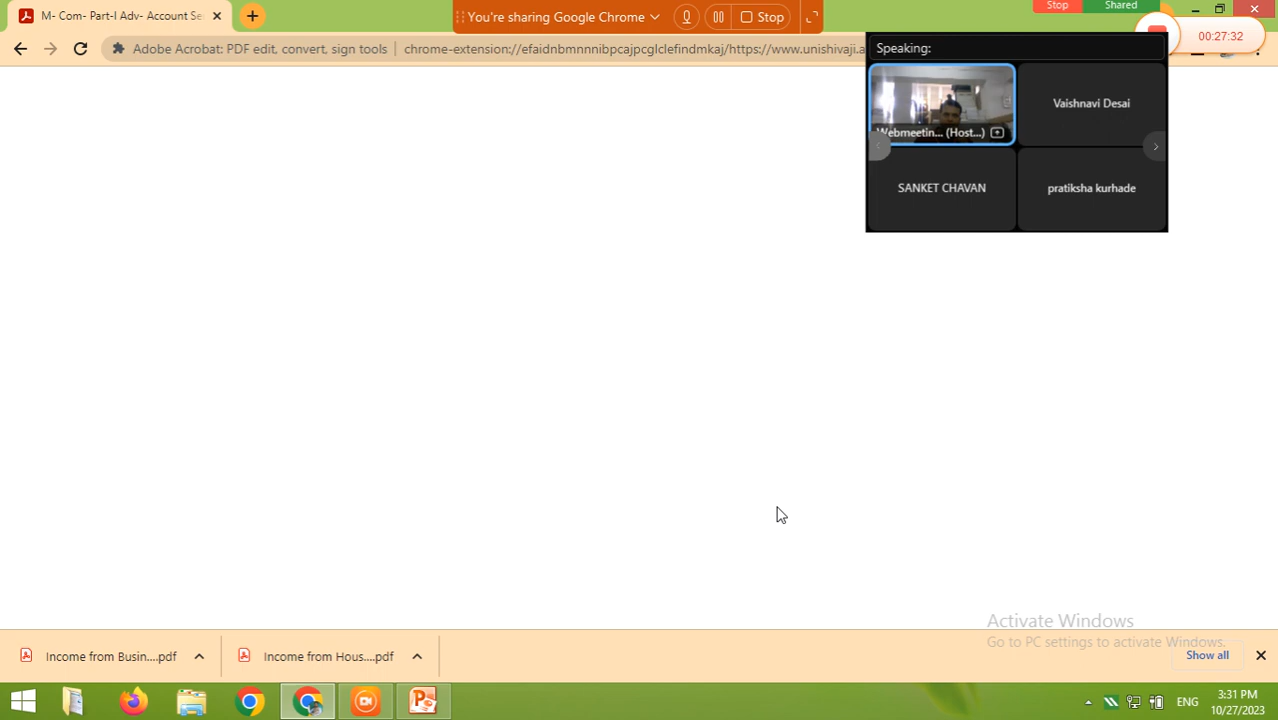 M- Com- Part-I Adv- Account Se
You're sharing Google Chrome
Stop
Stop
Shared
00:27:32
Adobe Acrobat: PDF edit, convert, sign tools
chrome-extension://efaidnbmnnnibpcajpcglclefindmkaj/https://www.unishivaji.a
Speaking:
Webmeetin... (Host...)
Vaishnavi Desai
SANKET CHAVAN
pratiksha kurhade
Activate Windows
Go to PC settings to activate Windows.
Income from Busin....pdf
Income from Hous....pdf
Show all
ENG
3:31 PM
10/27/2023